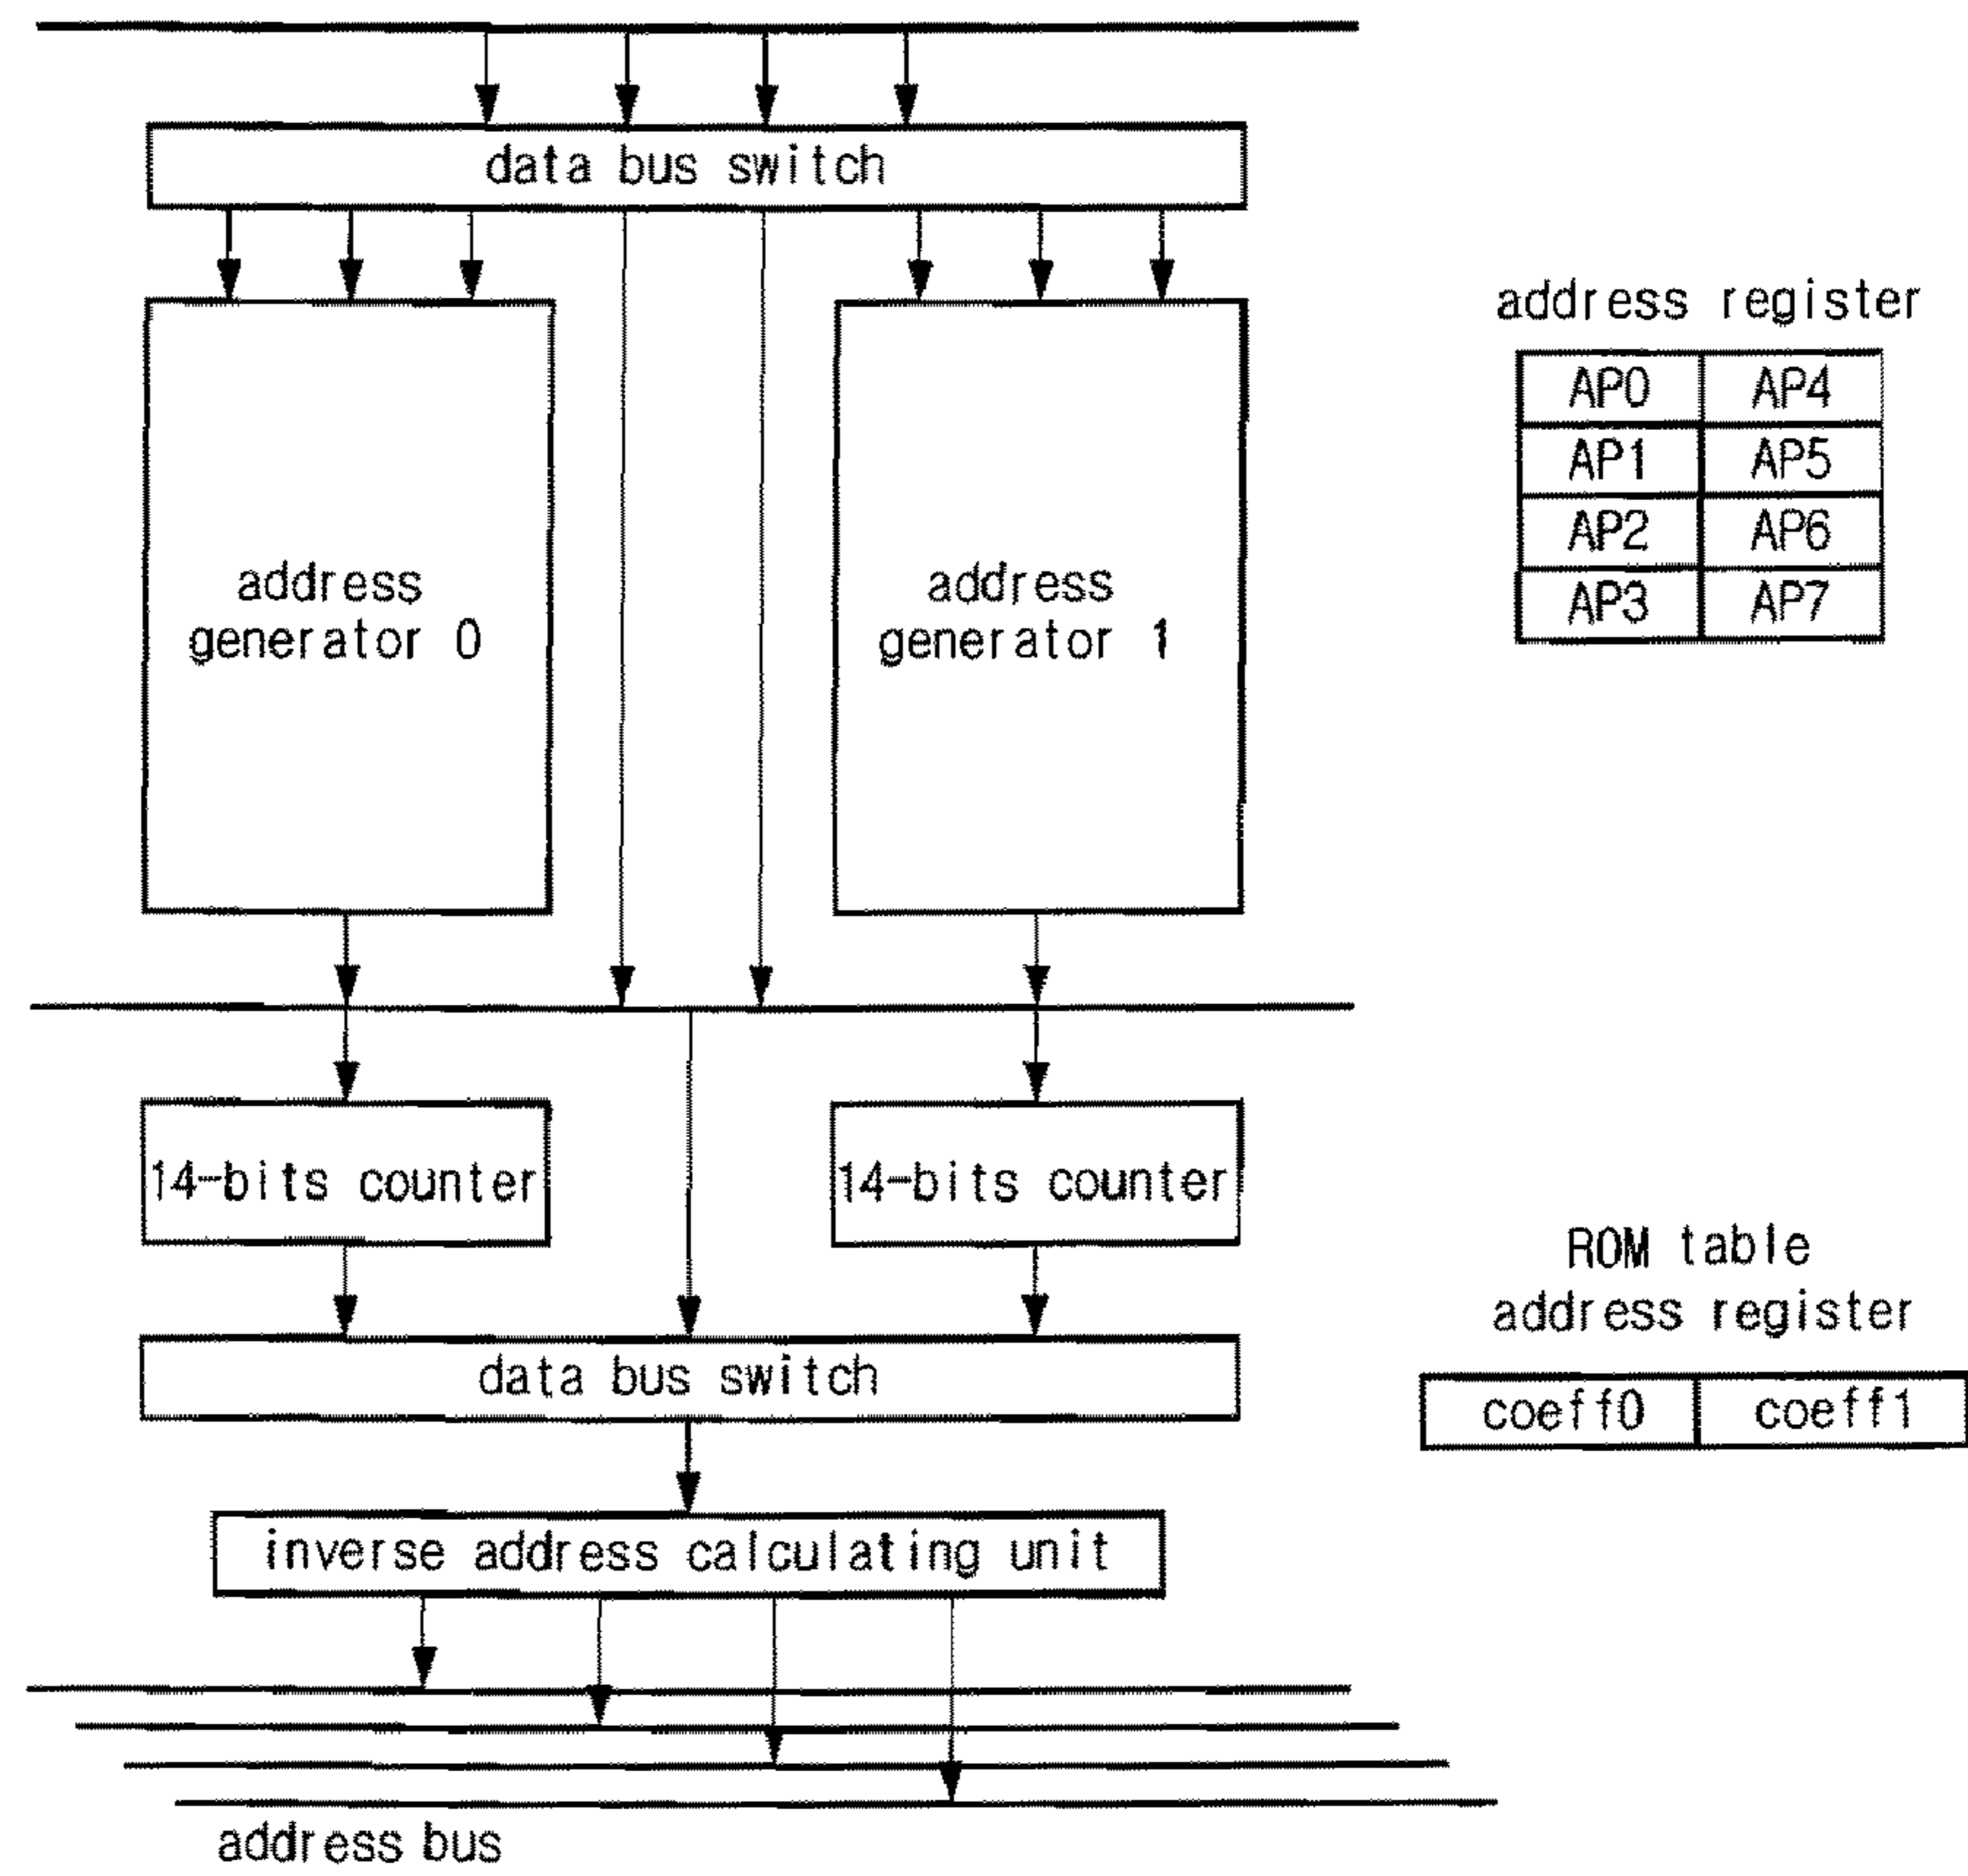 data bus switch
address register
AP0 AP4
AP1 AP5
AP2 AP6
AP3 AP7
address
generator 0
address
generator 1
14-bits counter
14-bits counter
ROM table
address register
coeff0 coeff1
data bus switch
inverse address calculating unit
address bus